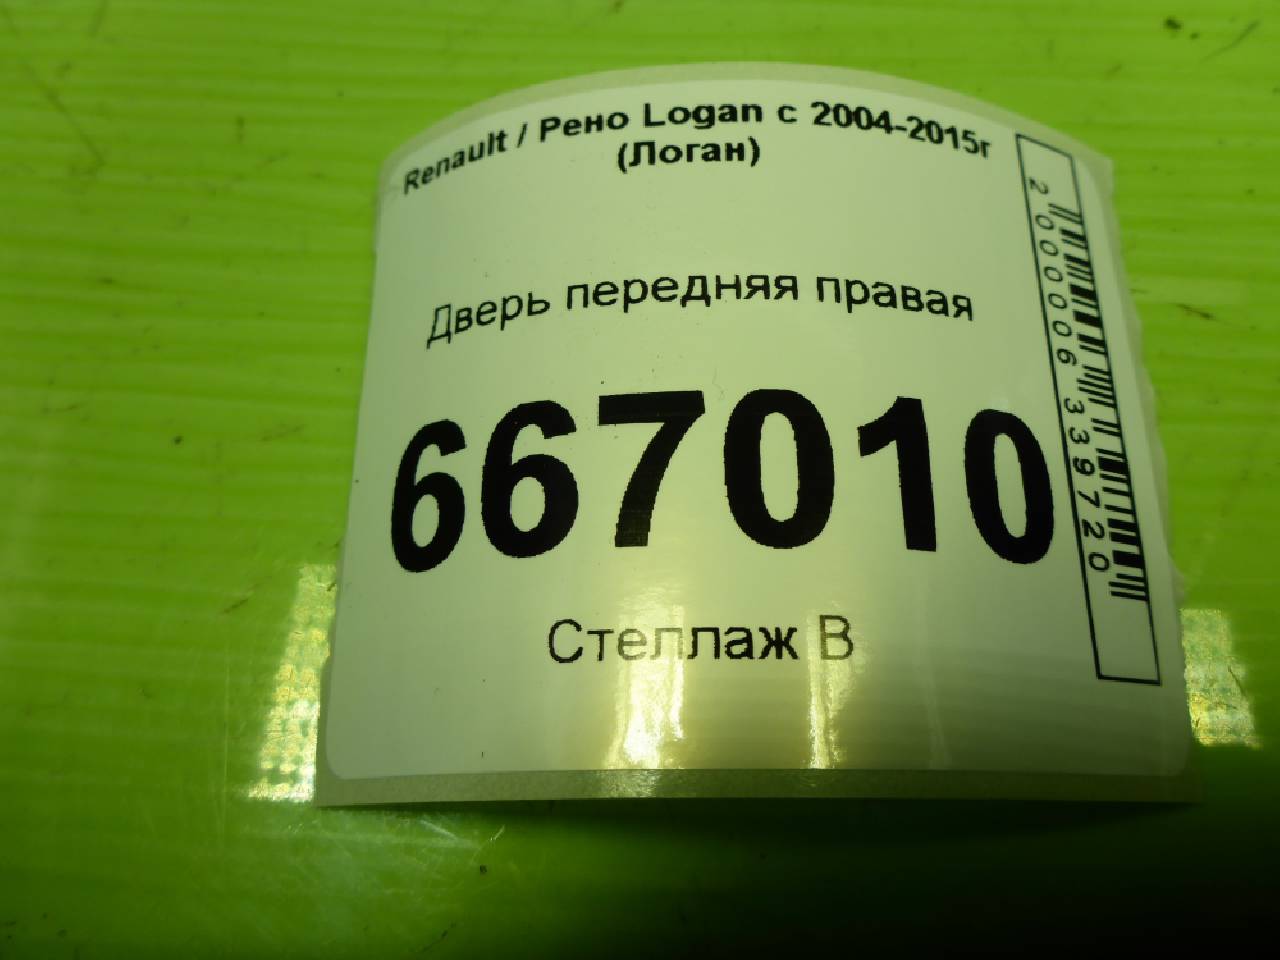 Renault / Рено Logan с 2004-2015г
(Логан)
Дверь передняя правая
667010
Стеллаж В
2000006339720